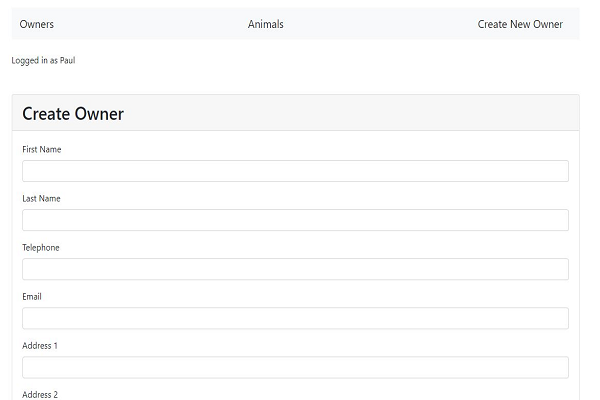 Owners Animals Create New Owner
Logged in as Paul
Create Owner
First Name
Last Name
Telephone
Email
Address 1
Address 2